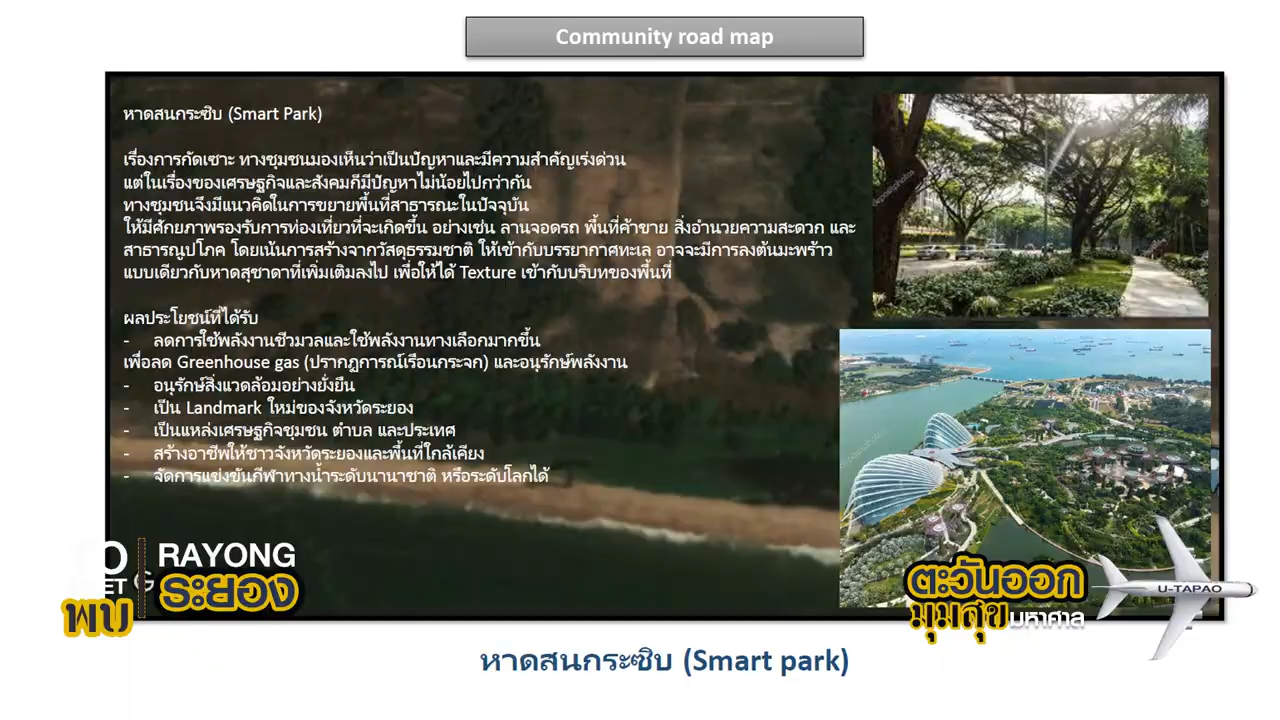 Community road map
หาดสนกระซิบ (Smart Park)
เรื่องการกัดเซาะ ทางชุมชนมองเห็นว่าเป็นปัญหาและมีความสำคัญเร่งด่วน
แต่ในเรื่องของเศรษฐกิจและสังคมก็มีปัญหาไม่น้อยไปกว่ากัน
ทางชุมชนจึงมีแนวคิดในการขยายพื้นที่สาธารณะในปัจจุบัน
ให้มีศักยภาพรองรับการท่องเที่ยวที่จะเกิดขึ้น อย่างเช่น ลานจอดรถ พื้นที่ค้าขาย สิ่งอำนวยความสะดวก และ
สาธารณูปโภค โดยเน้นการสร้างจากวัสดุธรรมชาติ ให้เข้ากับบรรยากาศทะเล อาจจะมีการลงต้นมะพร้าว
แบบเดียวกับหาดสุชาดาที่เพิ่มเติมลงไป เพื่อให้ได้ Texture เข้ากับบริบทของพื้นที่
ผลประโยชน์ที่ได้รับ
- ลดการใช้พลังงานชีวมวลและใช้พลังงานทางเลือกมากขึ้น
เพื่อลด Greenhouse gas (ปรากฏการณ์เรือนกระจก) และอนุรักษ์พลังงาน
- อนุรักษ์สิ่งแวดล้อมอย่างยั่งยืน
- เป็น Landmark ใหม่ของจังหวัดระยอง
- เป็นแหล่งเศรษฐกิจชุมชน ตำบล และประเทศ
- สร้างอาชีพให้ชาวจังหวัดระยองและพื้นที่ใกล้เคียง
- จัดการแข่งขันกีฬาทางน้ำระดับนานาชาติ หรือระดับโลกได้
RAYONG
พบ ระยอง
ตะวันออก
มุมสุขมหาศาล
U-TAPAO
หาดสนกระซิบ (Smart park)